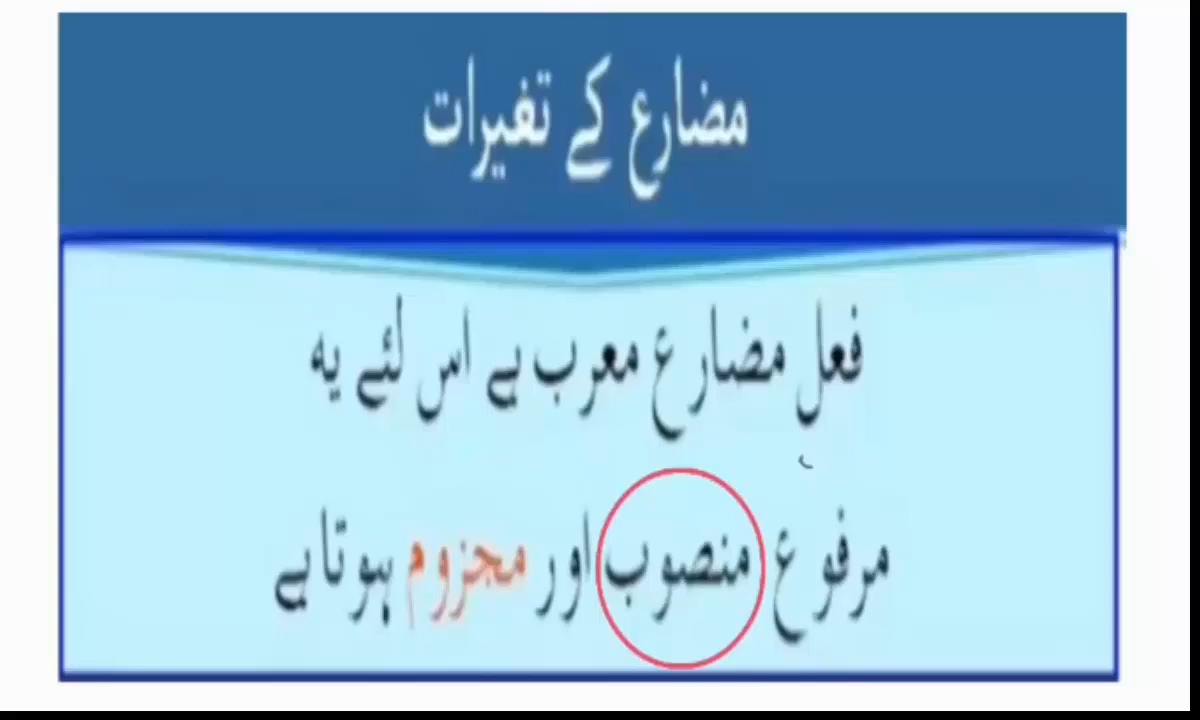 مضارع کے تغیرات
فعل مضارع معرب ہے اس لئے یہ
مرفوع منصوب اور مجزوم ہوتا ہے